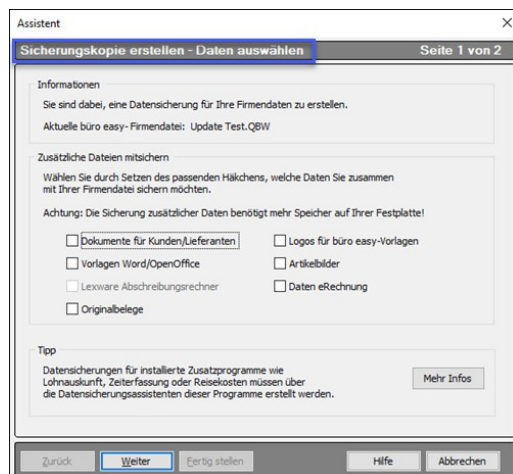 Assistent
Sicherungskopie erstellen - Daten auswählen Seite 1 von 2
Informationen
Sie sind dabei, eine Datensicherung für Ihre Firmendaten zu erstellen.
Aktuelle büro easy- Firmendatei: Update Test.QBW
Zusätzliche Dateien mitsichern
Wählen Sie durch Setzen des passenden Häkchens, welche Daten Sie zusammen
mit Ihrer Firmendatei sichern möchten.
Achtung: Die Sicherung zusätzlicher Daten benötigt mehr Speicher auf Ihrer Festplatte!
Dokumente für Kunden/Lieferanten Logos für büro easy-Vorlagen
Vorlagen Word/OpenOffice Artikelbilder
Lexware Abschreibungsrechner Daten eRechnung
Originalbelege
Tipp
Datensicherungen für installierte Zusatzprogramme wie
Lohnauskunft, Zeiterfassung oder Reisekosten müssen über
die Datensicherungsassistenten dieser Programme erstellt werden.
Mehr Infos
Zurück Weiter Fertig stellen Hilfe Abbrechen